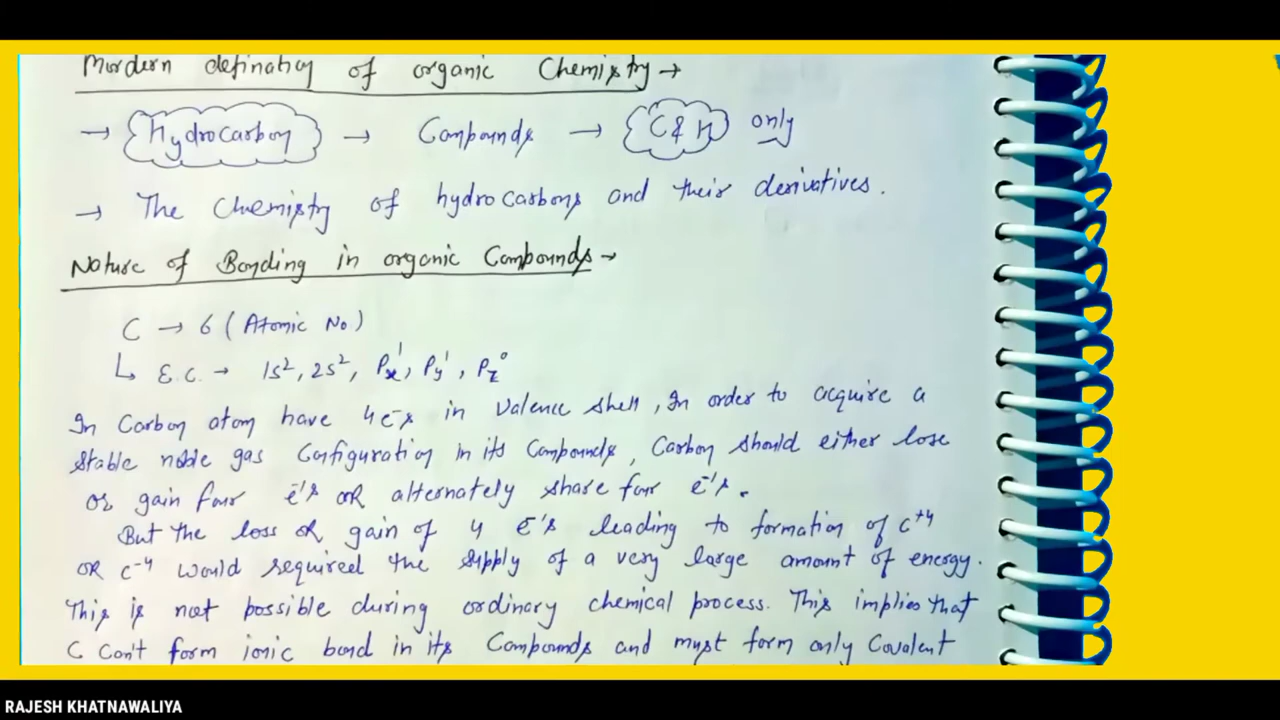 Mordern defination of organic Chemistry →
→ Hydrocarbon → Compounds → C & H only
→ The Chemistry of hydrocarbons and their derivatives.
Nature of Bonding in organic Compounds →
C → 6 (Atomic No)
↳ E.C. → 1s², 2s², Px¹, Py¹, Pz⁰
In Carbon atom have 4e⁻s in valence shell, In order to acquire a
stable noble gas Configuration in its Compounds, Carbon should either lose
or gain four e⁻'s OR alternately share four e⁻'s.
But the loss or gain of 4 e⁻'s leading to formation of C⁺⁴
OR C⁻⁴ would required the supply of a very large amount of energy.
This is not possible during ordinary chemical process. This implies that
C can't form ionic bond in its Compounds and must form only Covalent
RAJESH KHATNAWALIYA